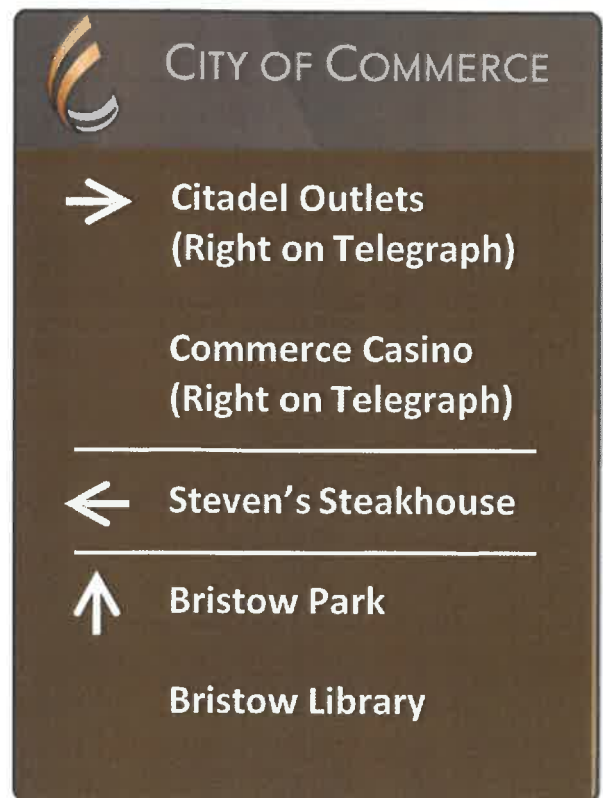 CITY OF COMMERCE
Citadel Outlets
(Right on Telegraph)
Commerce Casino
(Right on Telegraph)
Steven's Steakhouse
Bristow Park
Bristow Library